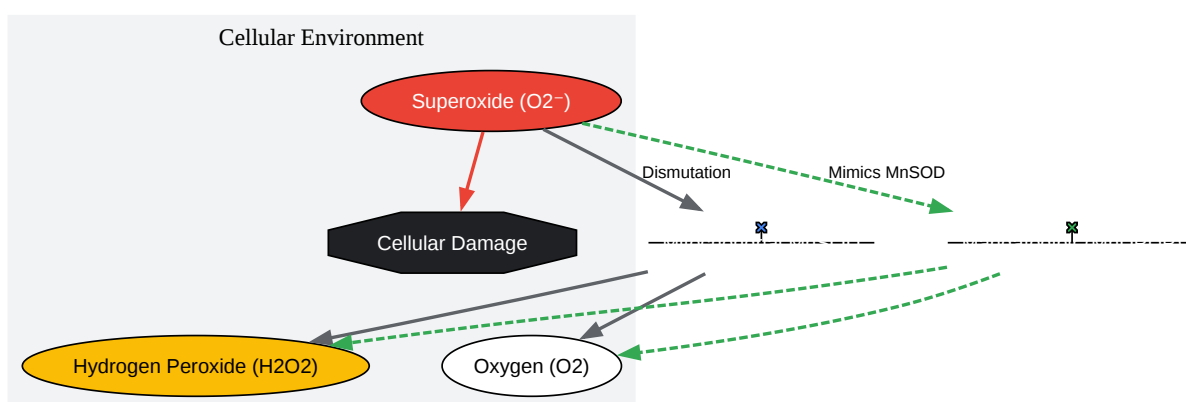 Cellular Environment
Superoxide (O2⁻)
Dismutation
Mimics MnSOD
Cellular Damage
Hydrogen Peroxide (H2O2)
Oxygen (O2)